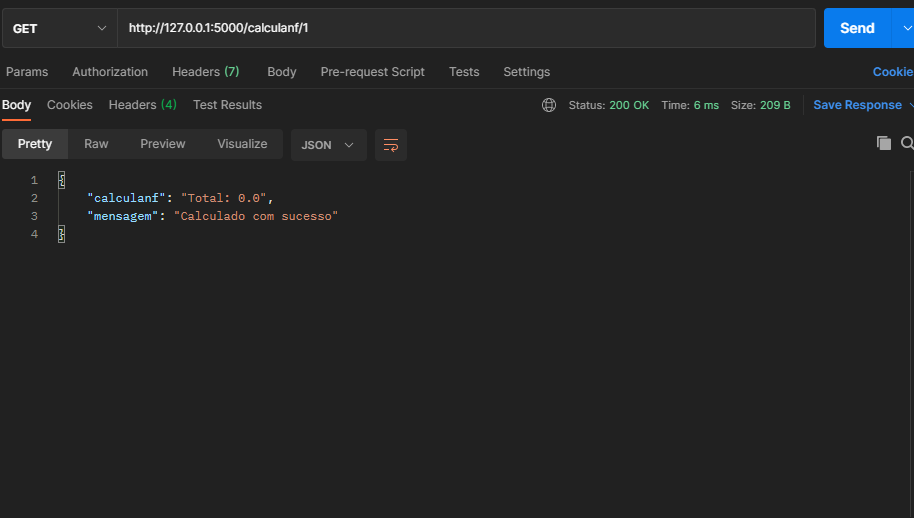 GET http://127.0.0.1:5000/calculanf/1 Send
Params Authorization Headers (7) Body Pre-request Script Tests Settings Cookie
Body Cookies Headers (4) Test Results Status: 200 OK Time: 6 ms Size: 209 B Save Response
Pretty Raw Preview Visualize JSON
1 {
2 "calculanf": "Total: 0.0",
3 "mensagem": "Calculado com sucesso"
4 }